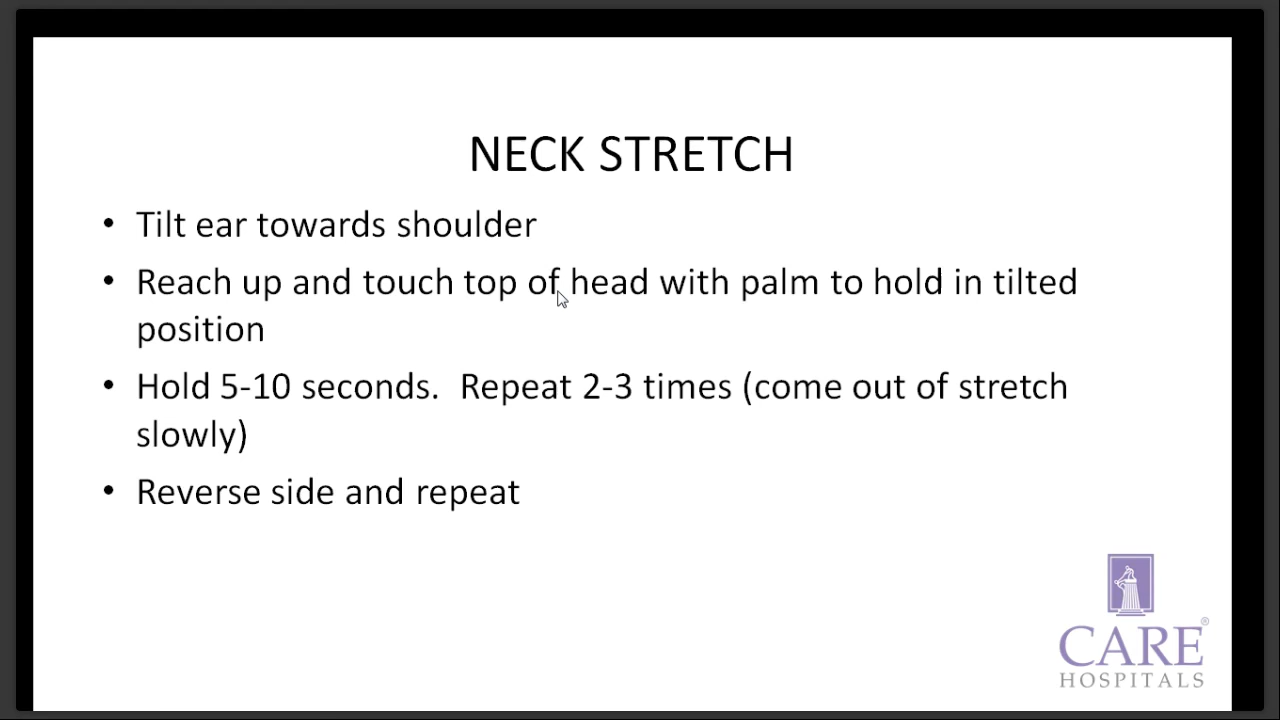 NECK STRETCH
• Tilt ear towards shoulder
• Reach up and touch top of head with palm to hold in tilted
position
• Hold 5-10 seconds.  Repeat 2-3 times (come out of stretch
slowly)
• Reverse side and repeat
CARE®
HOSPITALS